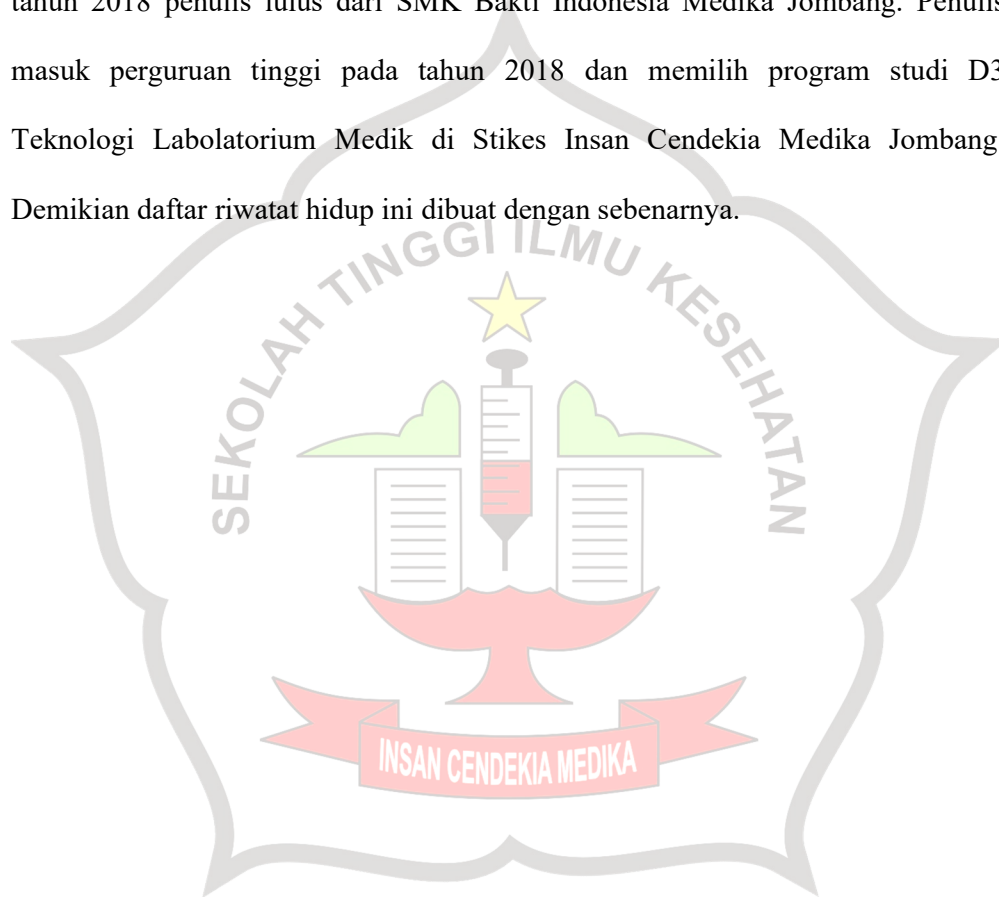 tahun 2018 penulis lulus dari SMK Bakti Indonesia Medika Jombang. Penulis
masuk perguruan tinggi pada tahun 2018 dan memilih program studi D3
Teknologi Labolatorium Medik di Stikes Insan Cendekia Medika Jombang
Demikian daftar riwatat hidup ini dibuat dengan sebenarnya.
SEKOLAH TINGGI ILMU KESEHATAN
INSAN CENDEKIA MEDIKA